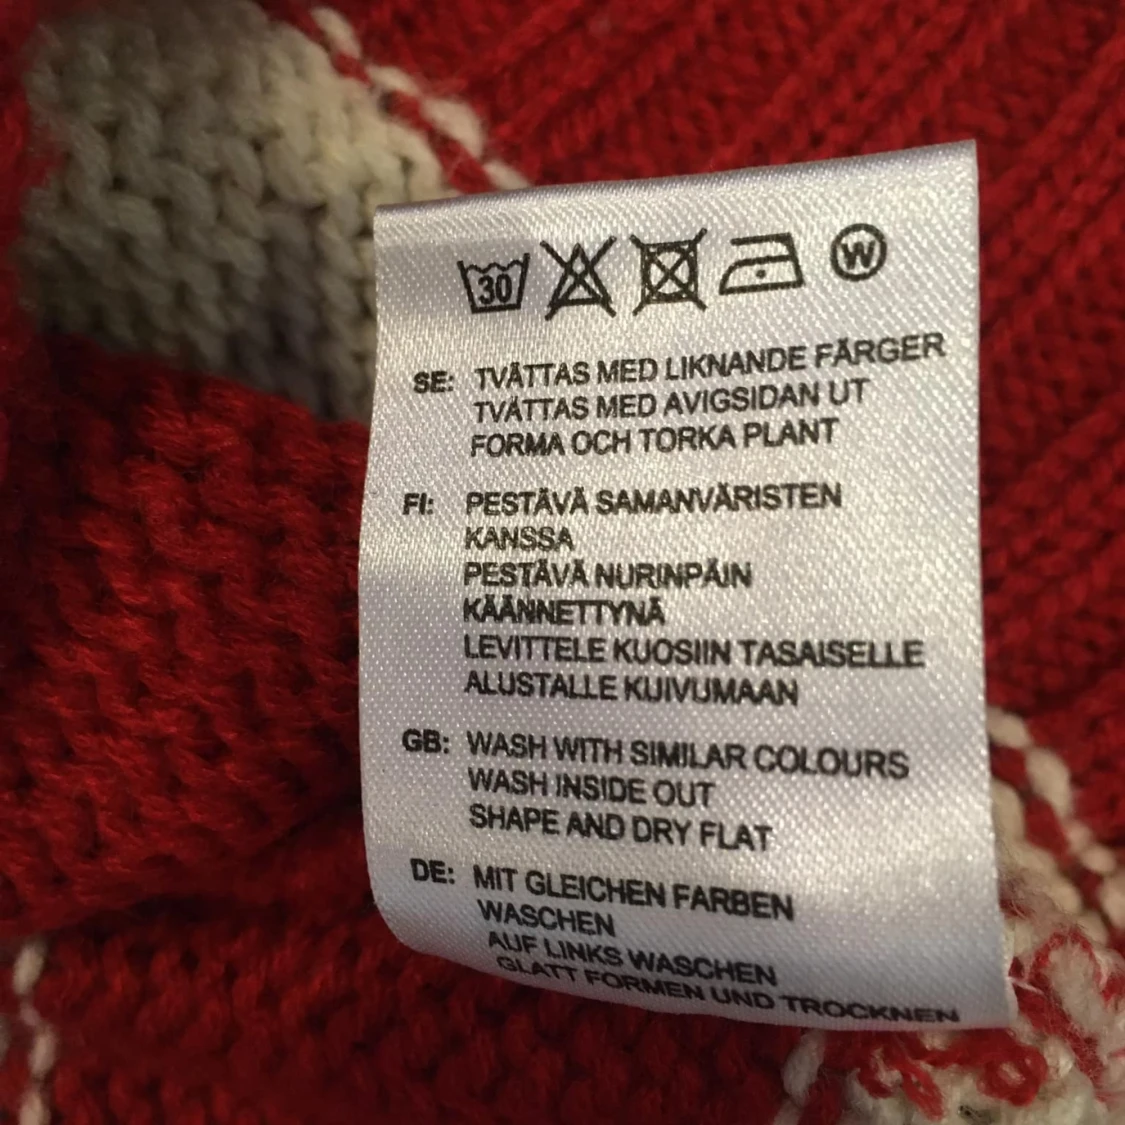 30 W
SE: TVÄTTAS MED LIKNANDE FÄRGER
TVÄTTAS MED AVIGSIDAN UT
FORMA OCH TORKA PLANT
FI: PESTÄVÄ SAMANVÄRISTEN
KANSSA
PESTÄVÄ NURINPÄIN
KÄÄNNETTYNÄ
LEVITTELE KUOSIIN TASAISELLE
ALUSTALLE KUIVUMAAN
GB: WASH WITH SIMILAR COLOURS
WASH INSIDE OUT
SHAPE AND DRY FLAT
DE: MIT GLEICHEN FARBEN
WASCHEN
AUF LINKS WASCHEN
GLATT FORMEN UND TROCKNEN